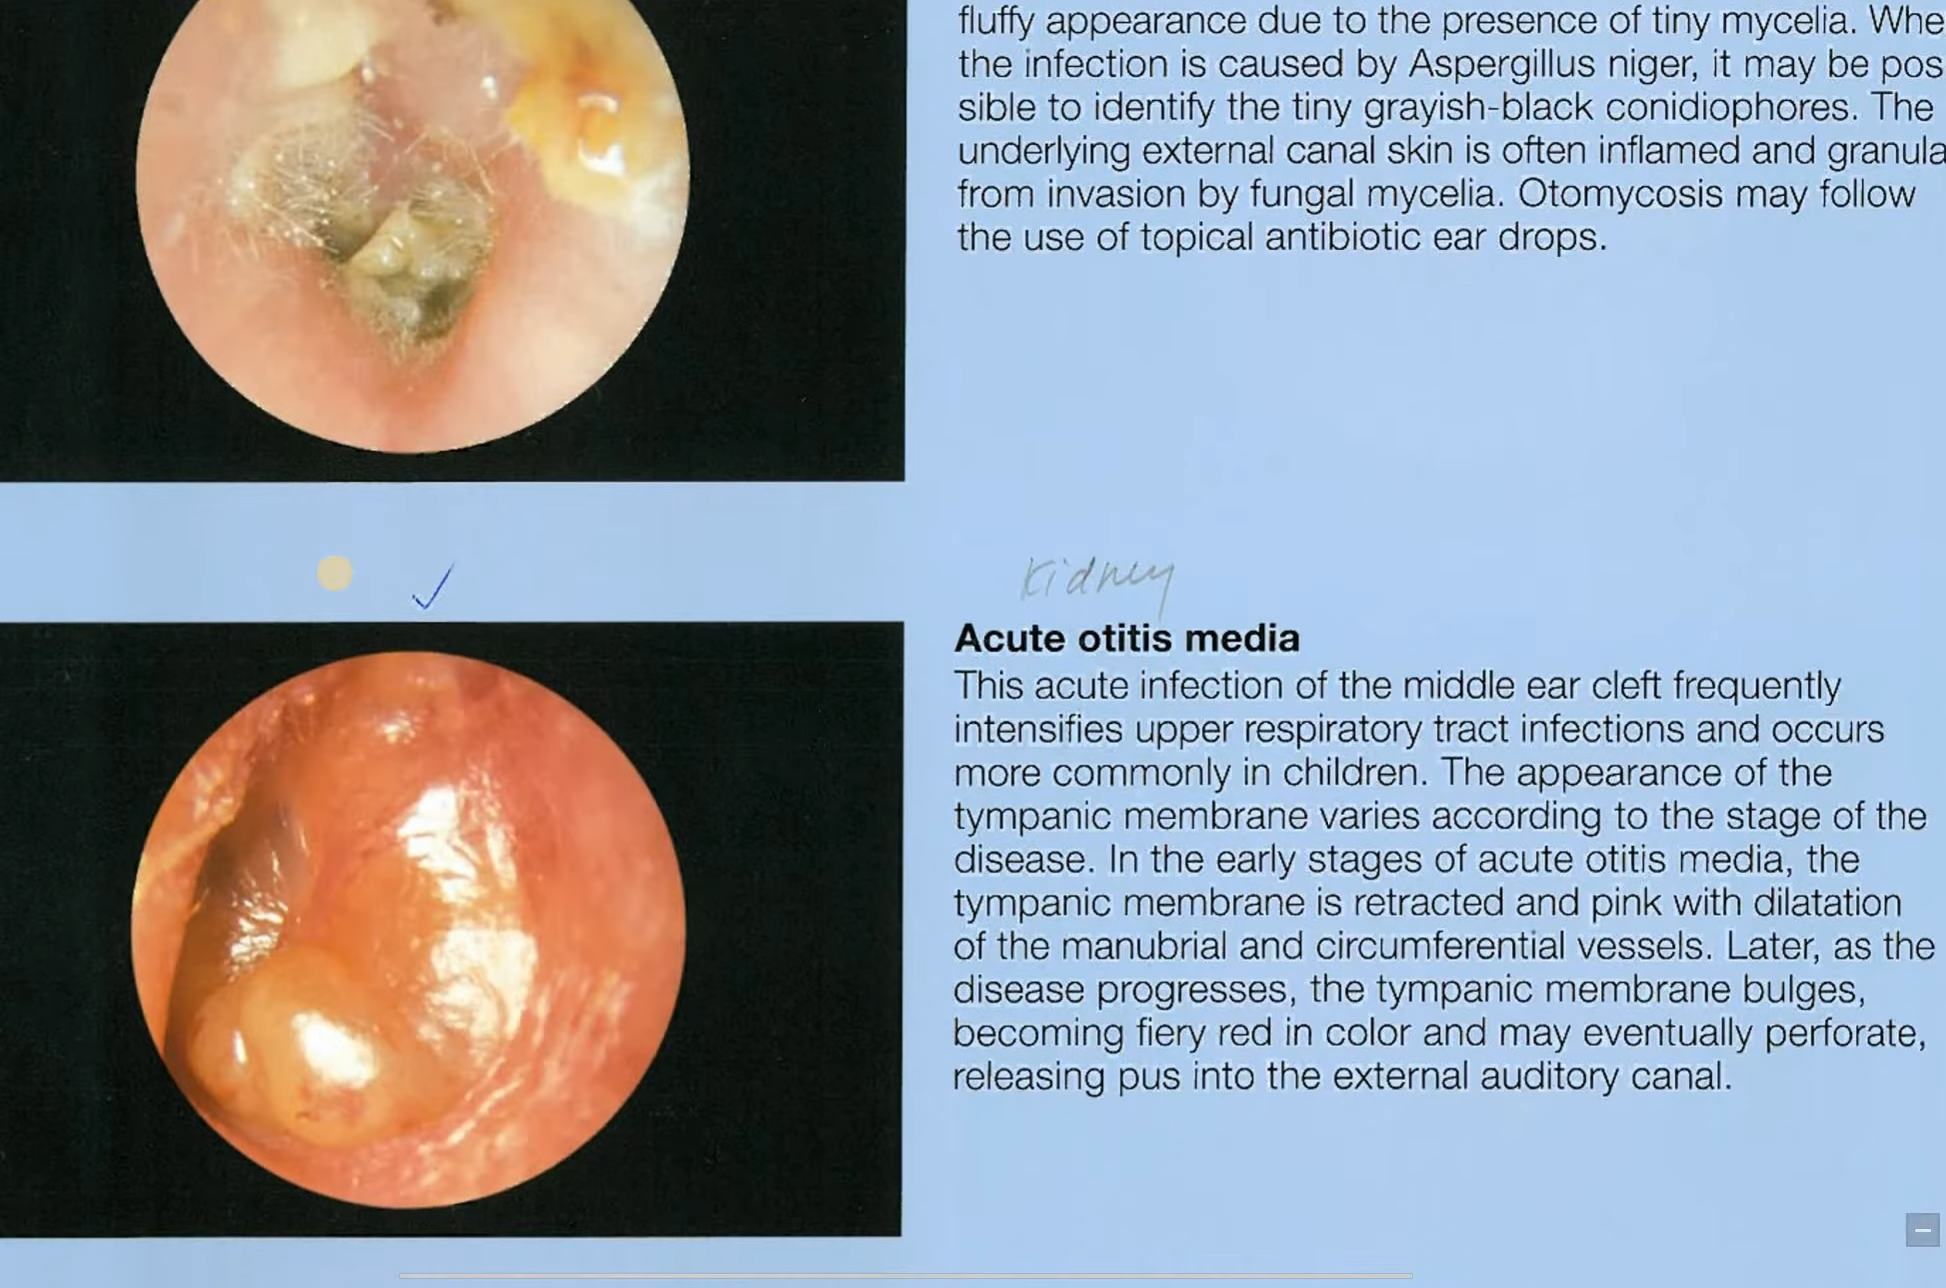 fluffy appearance due to the presence of tiny mycelia. Whe
the infection is caused by Aspergillus niger, it may be pos
sible to identify the tiny grayish-black conidiophores. The
underlying external canal skin is often inflamed and granula
from invasion by fungal mycelia. Otomycosis may follow
the use of topical antibiotic ear drops.
Kidney
Acute otitis media
This acute infection of the middle ear cleft frequently
intensifies upper respiratory tract infections and occurs
more commonly in children. The appearance of the
tympanic membrane varies according to the stage of the
disease. In the early stages of acute otitis media, the
tympanic membrane is retracted and pink with dilatation
of the manubrial and circumferential vessels. Later, as the
disease progresses, the tympanic membrane bulges,
becoming fiery red in color and may eventually perforate,
releasing pus into the external auditory canal.